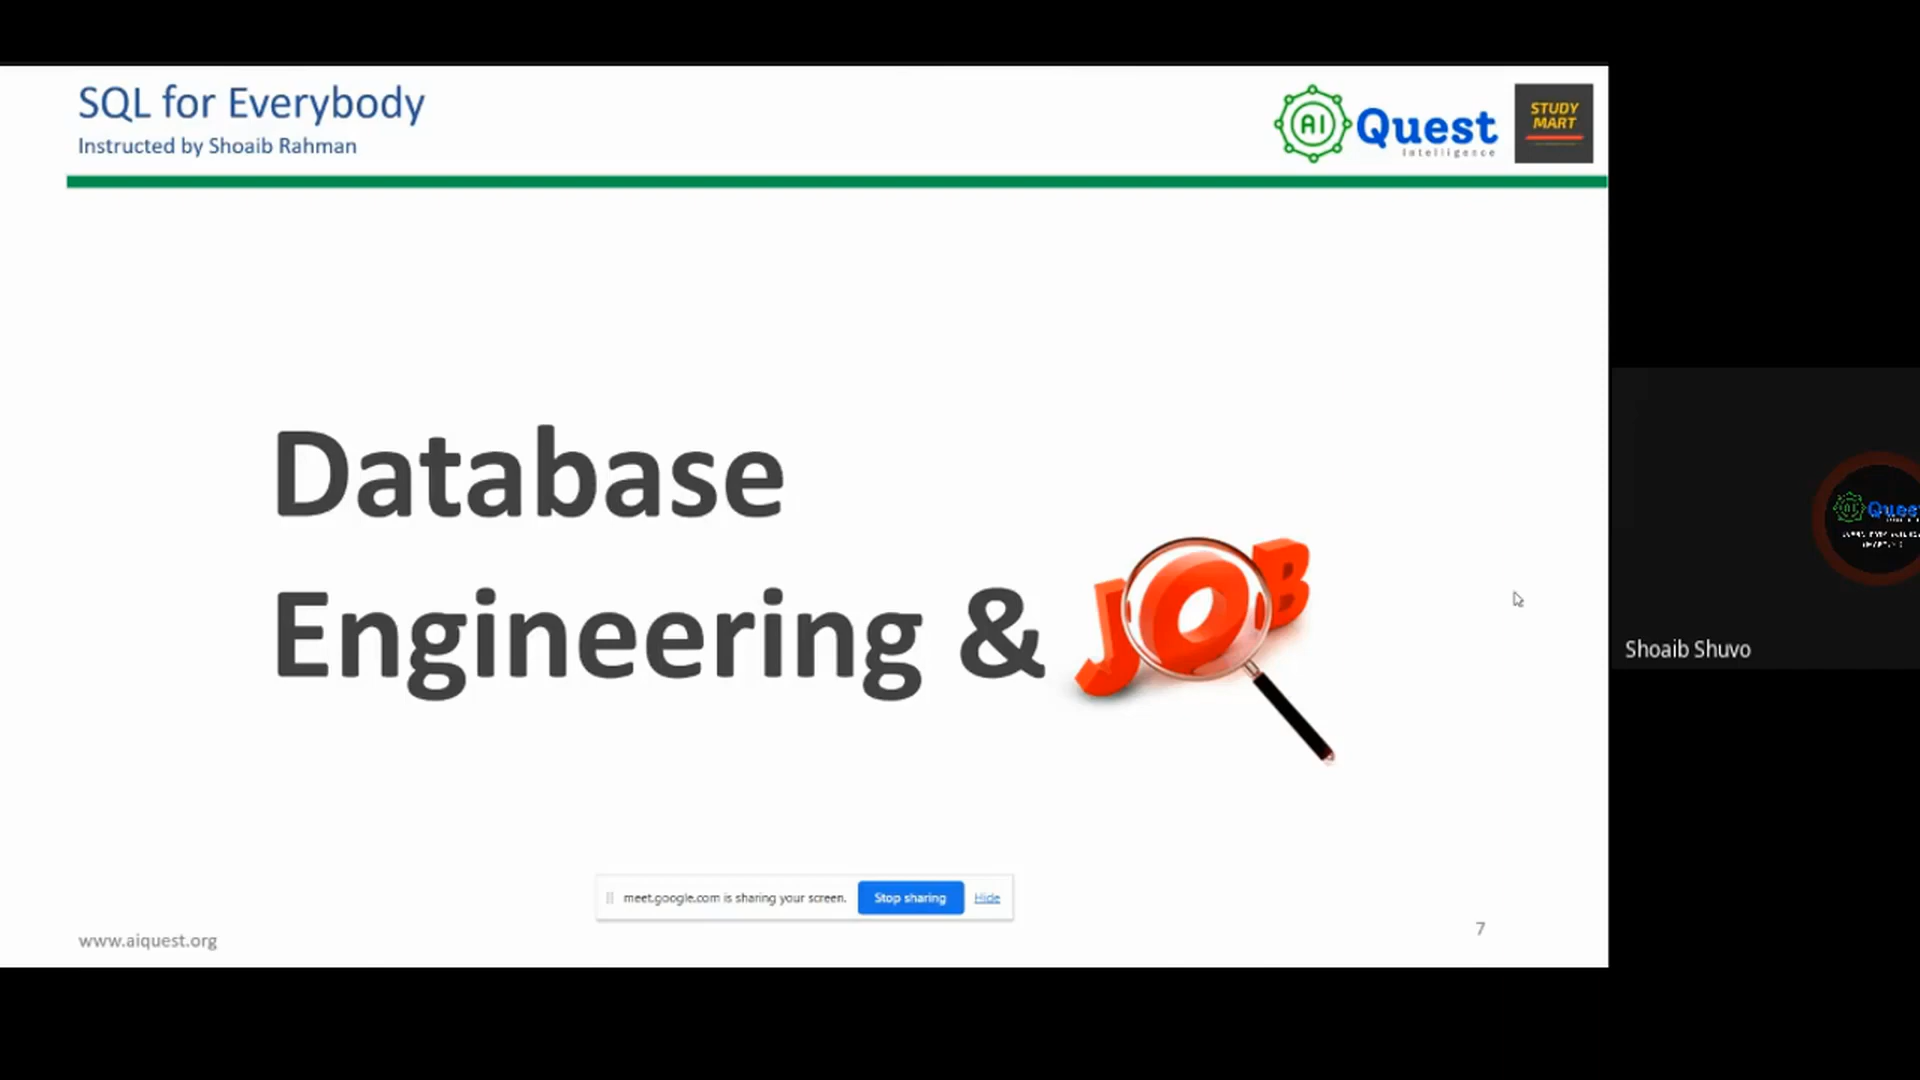 SQL for Everybody
Instructed by Shoaib Rahman
AI Quest
Intelligence
STUDY
MART
Database
Engineering & JOB
Shoaib Shuvo
meet.google.com is sharing your screen. Stop sharing Hide
www.aiquest.org
7